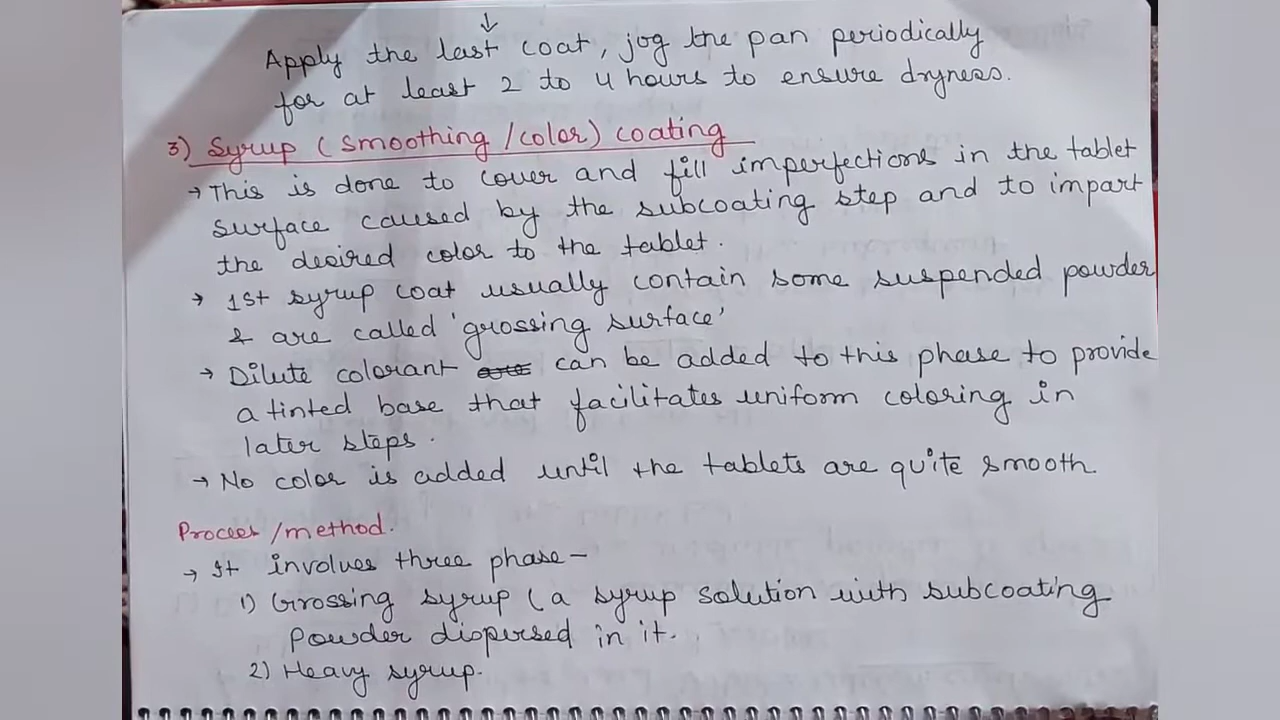 ↓
Apply the last coat, jog the pan periodically
for at least 2 to 4 hours to ensure dryness.
3) Syrup (smoothing /color) coating
→ This is done to cover and fill imperfections in the tablet
surface caused by the subcoating step and to impart
the desired color to the tablet.
→ 1st syrup coat usually contain some suspended powder
& are called 'grossing surface'
→ Dilute colorant can be added to this phase to provide
a tinted base that facilitates uniform coloring in
later steps.
→ No color is added until the tablets are quite smooth.
Process/method.
→ It involves three phase –
1) Grossing syrup (a syrup solution with subcoating
powder dispersed in it.
2) Heavy syrup.